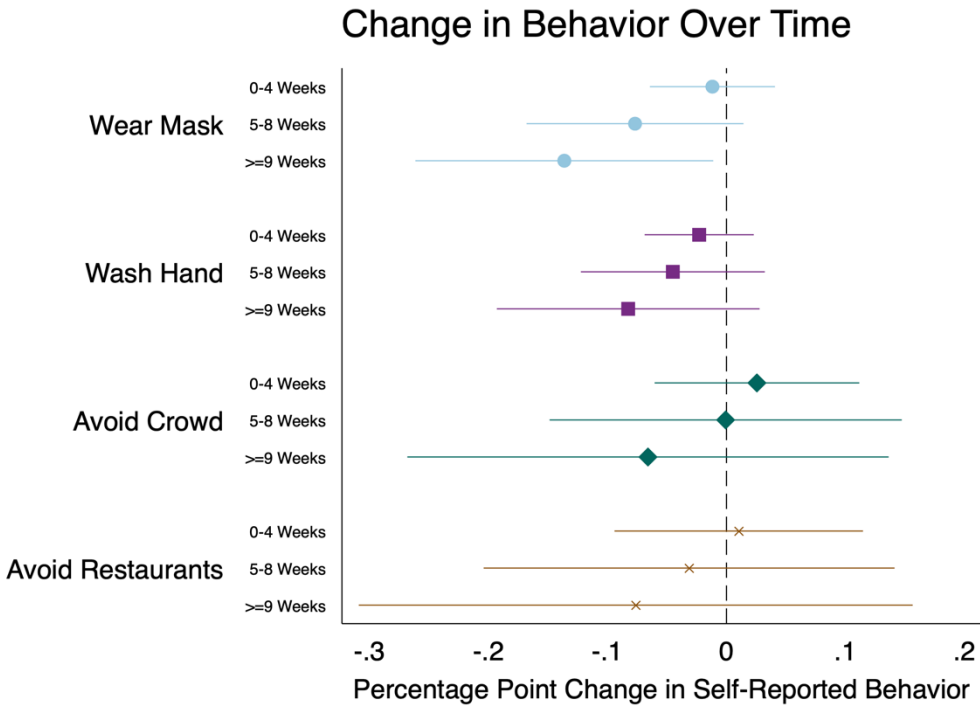 Change in Behavior Over Time
Wear Mask
0-4 Weeks
5-8 Weeks
>=9 Weeks
Wash Hand
0-4 Weeks
5-8 Weeks
>=9 Weeks
Avoid Crowd
0-4 Weeks
5-8 Weeks
>=9 Weeks
Avoid Restaurants
0-4 Weeks
5-8 Weeks
>=9 Weeks
-.3 -.2 -.1 0 .1 .2
Percentage Point Change in Self-Reported Behavior